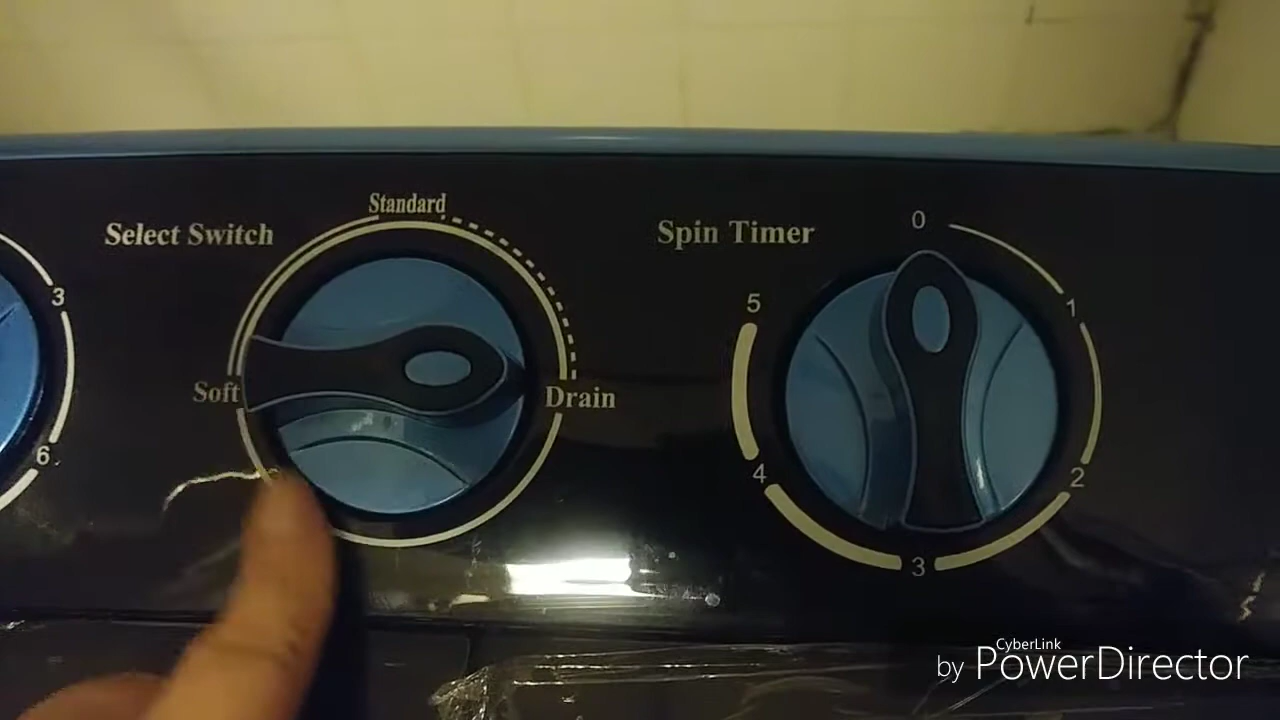 Standard
Select Switch
Soft
Drain
3
6
Spin Timer
0
1
2
3
4
5
CyberLink
by PowerDirector